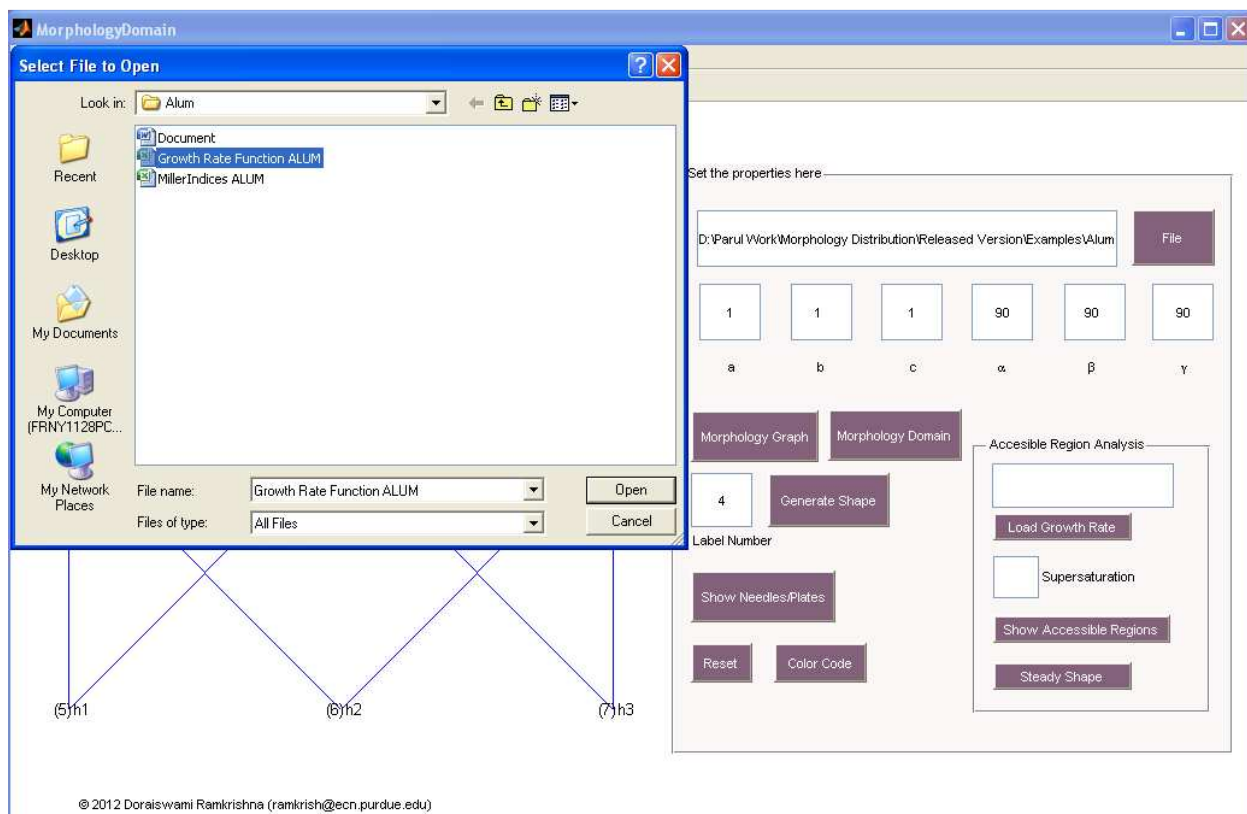 MorphologyDomain
Select File to Open
Look in: Alum
Recent
Desktop
My Documents
My Computer
(FRNY1128PC...
My Network
Places
Document
Growth Rate Function ALUM
MillerIndices ALUM
File name: Growth Rate Function ALUM Open
Files of type: All Files Cancel
Set the properties here
D:\Parul Work\Morphology Distribution\Released Version\Examples\Alum File
1 1 1 90 90 90
a b c α β γ
Morphology Graph Morphology Domain
4 Generate Shape
Label Number
Show Needles/Plates
Reset Color Code
Accesible Region Analysis
Load Growth Rate
Supersaturation
Show Accessible Regions
Steady Shape
(5)h1 (6)h2 (7)h3
© 2012 Doraiswami Ramkrishna (ramkrish@ecn.purdue.edu)